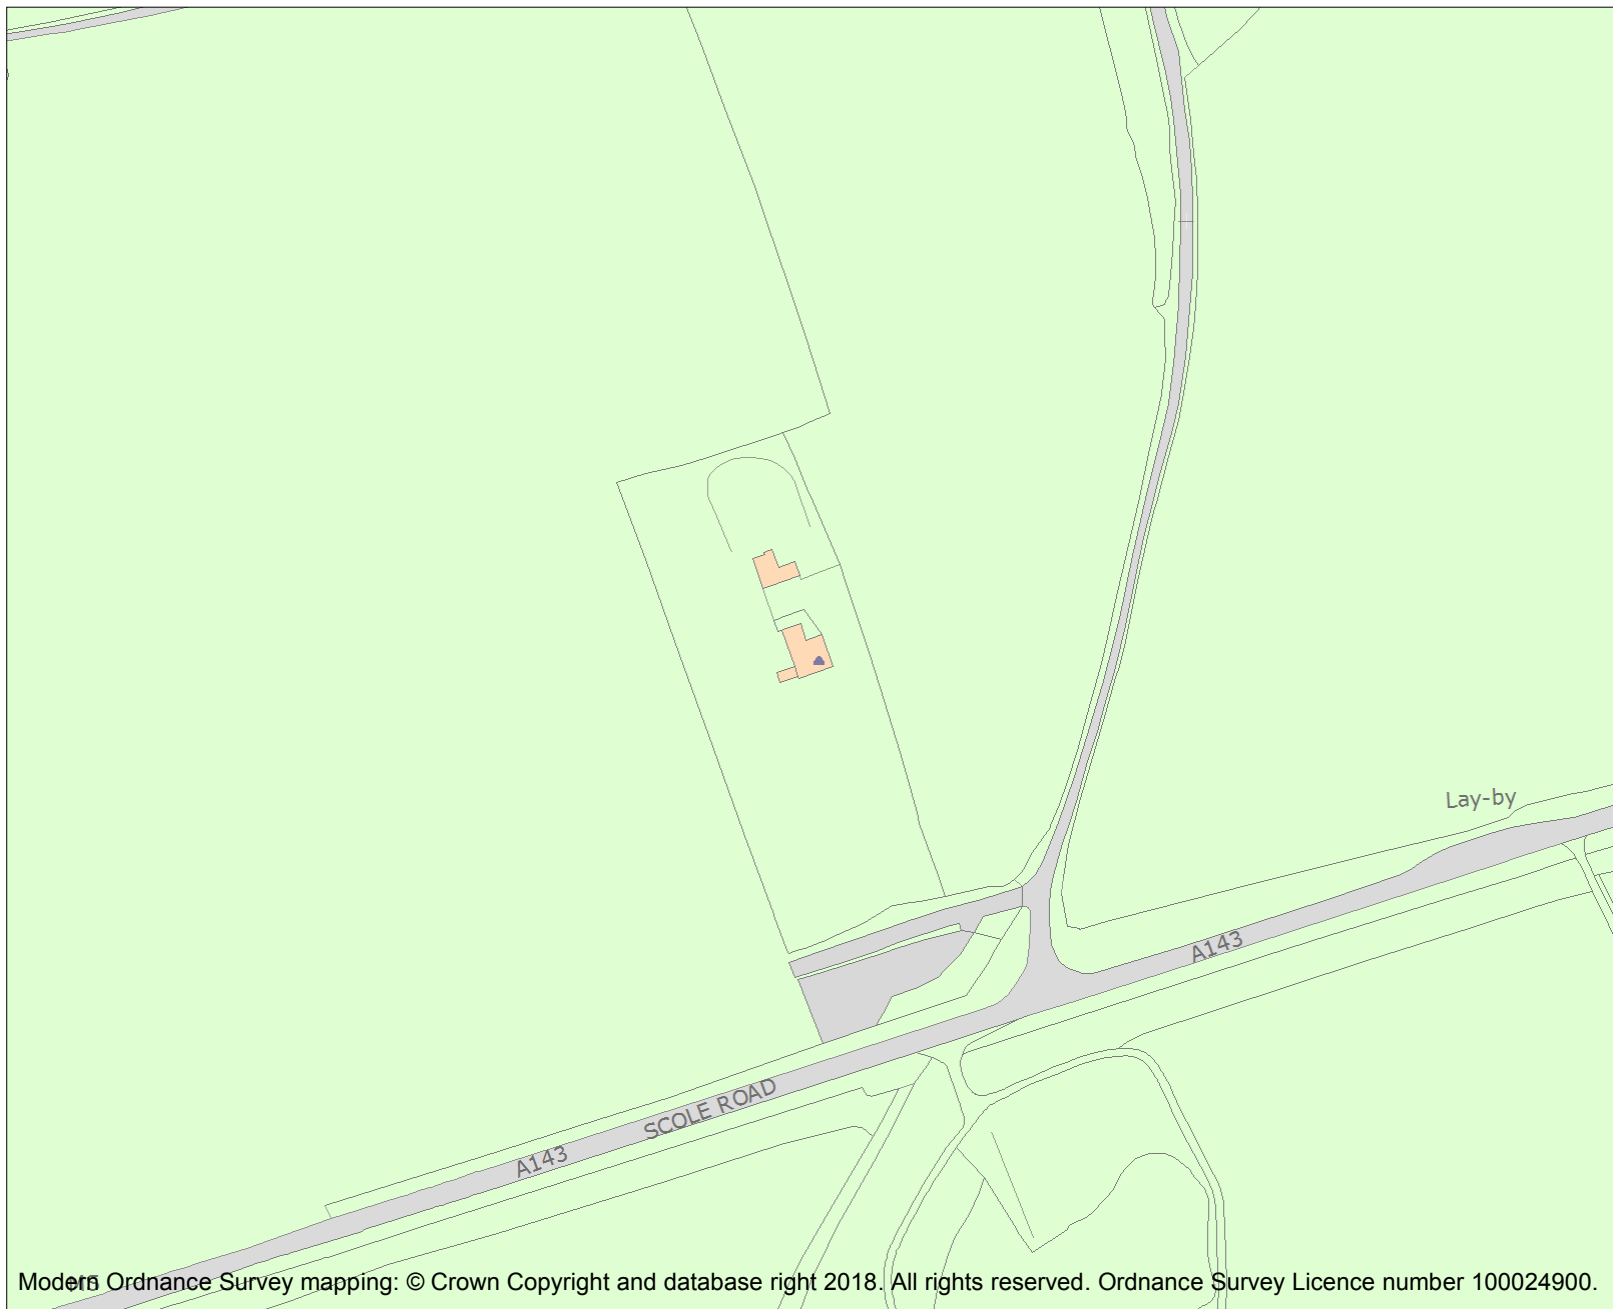 Lay-by
A143
SCOLE ROAD
A143
Modern Ordnance Survey mapping: © Crown Copyright and database right 2018. All rights reserved. Ordnance Survey Licence number 100024900.